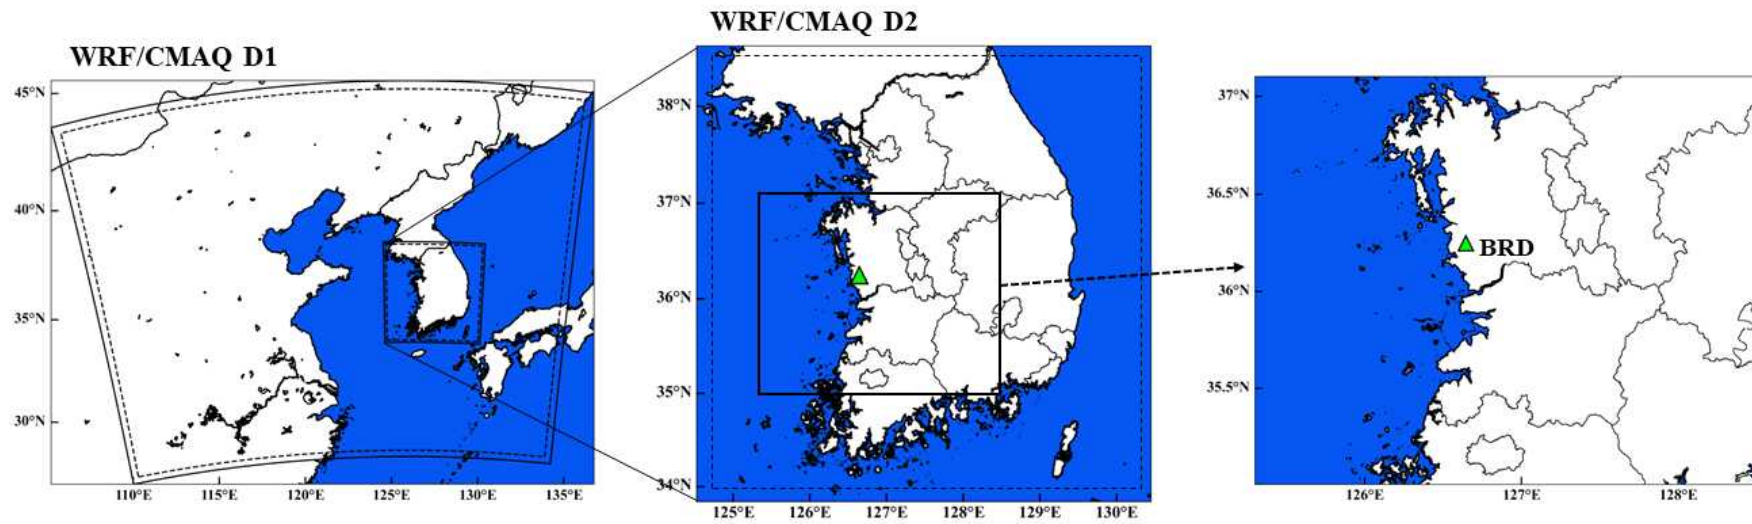 WRF/CMAQ D1
45°N
40°N
35°N
30°N
110°E 115°E 120°E 125°E 130°E 135°E
WRF/CMAQ D2
38°N
37°N
36°N
35°N
34°N
125°E 126°E 127°E 128°E 129°E 130°E
37°N
36.5°N
BRD
36°N
35.5°N
126°E 127°E 128°E